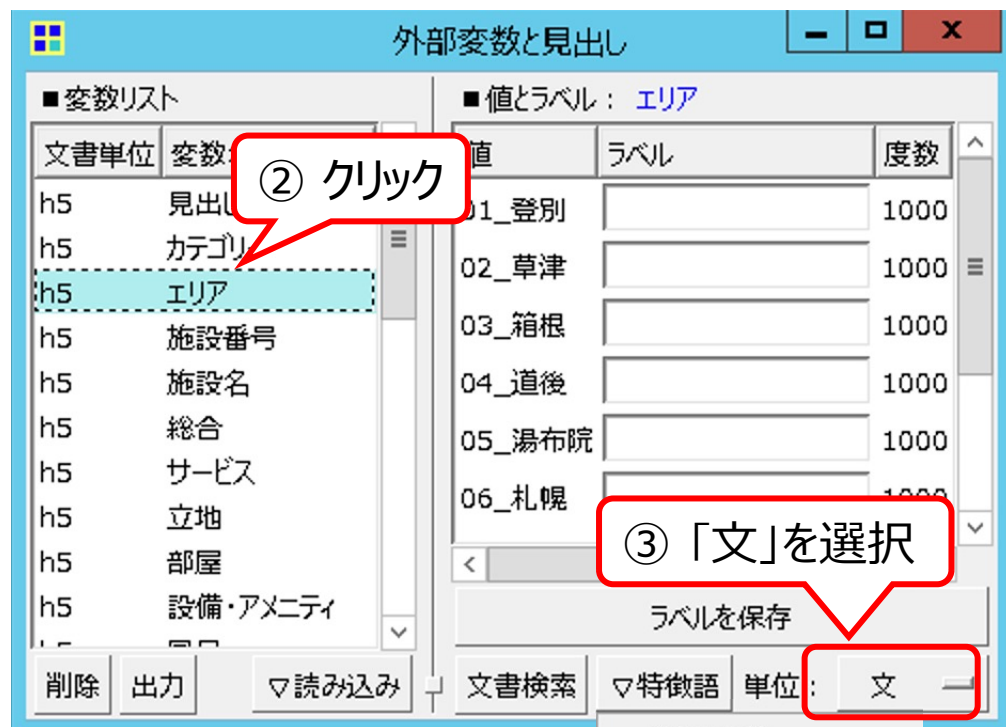 外部変数と見出し
■変数リスト
文書単位 変数
② クリック
h5 見出し
h5 カテゴリ
h5 エリア
h5 施設番号
h5 施設名
h5 総合
h5 サービス
h5 立地
h5 部屋
h5 設備・アメニティ
削除 出力 ▽読み込み
■値とラベル： エリア
値 ラベル 度数
01_登別 1000
02_草津 1000
03_箱根 1000
04_道後 1000
05_湯布院 1000
06_札幌 1000
③「文」を選択
ラベルを保存
文書検索 ▽特徴語 単位： 文